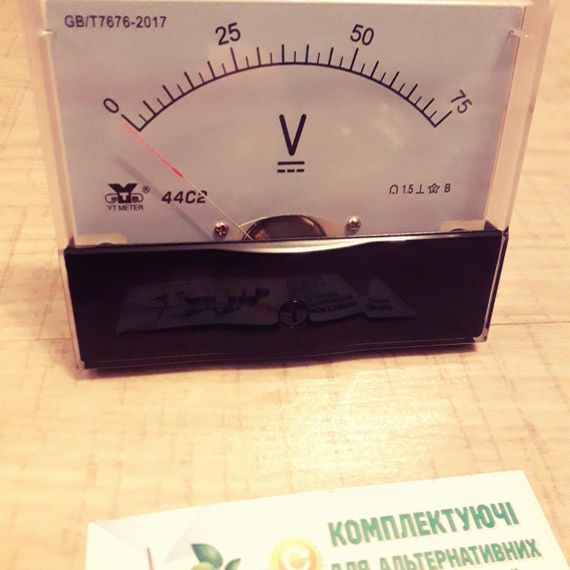 GB/T7676-2017
0 25 50 75
V
YT METER ® 44C2 1.5 B
КОМПЛЕКТУЮЧІ
ДЛЯ АЛЬТЕРНАТИВНИХ